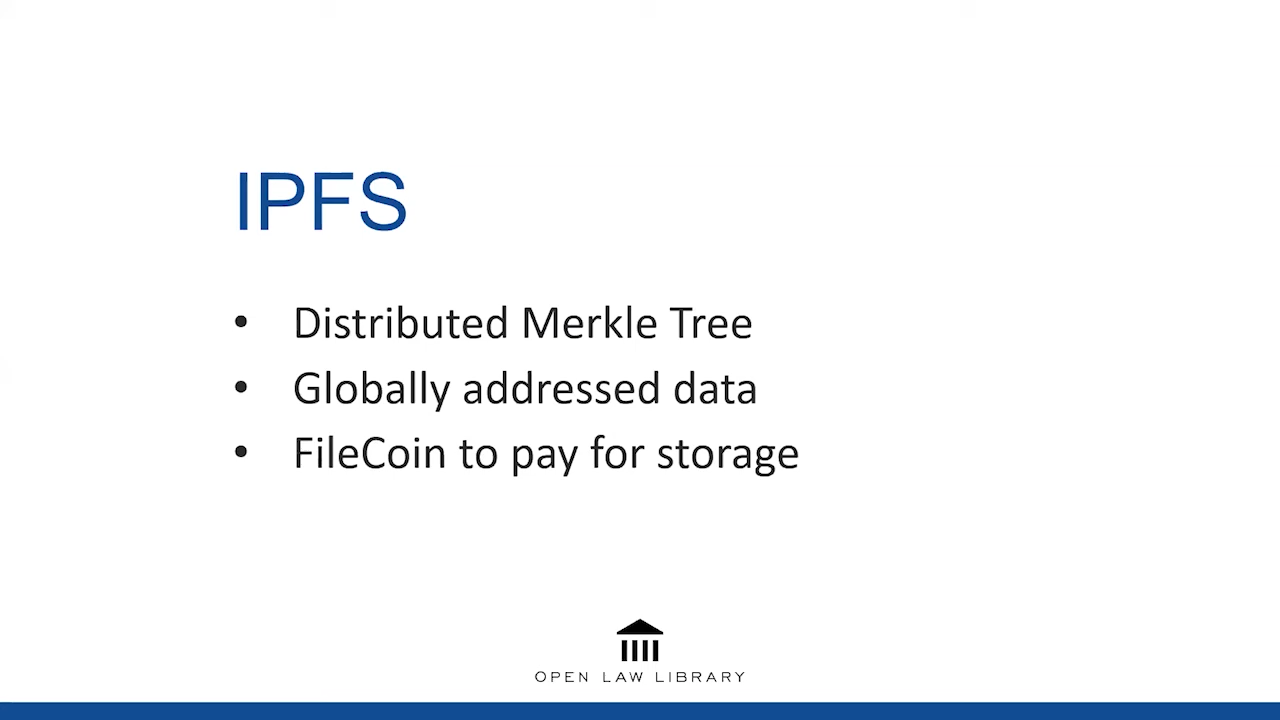 IPFS
• Distributed Merkle Tree
• Globally addressed data
• FileCoin to pay for storage
OPEN LAW LIBRARY